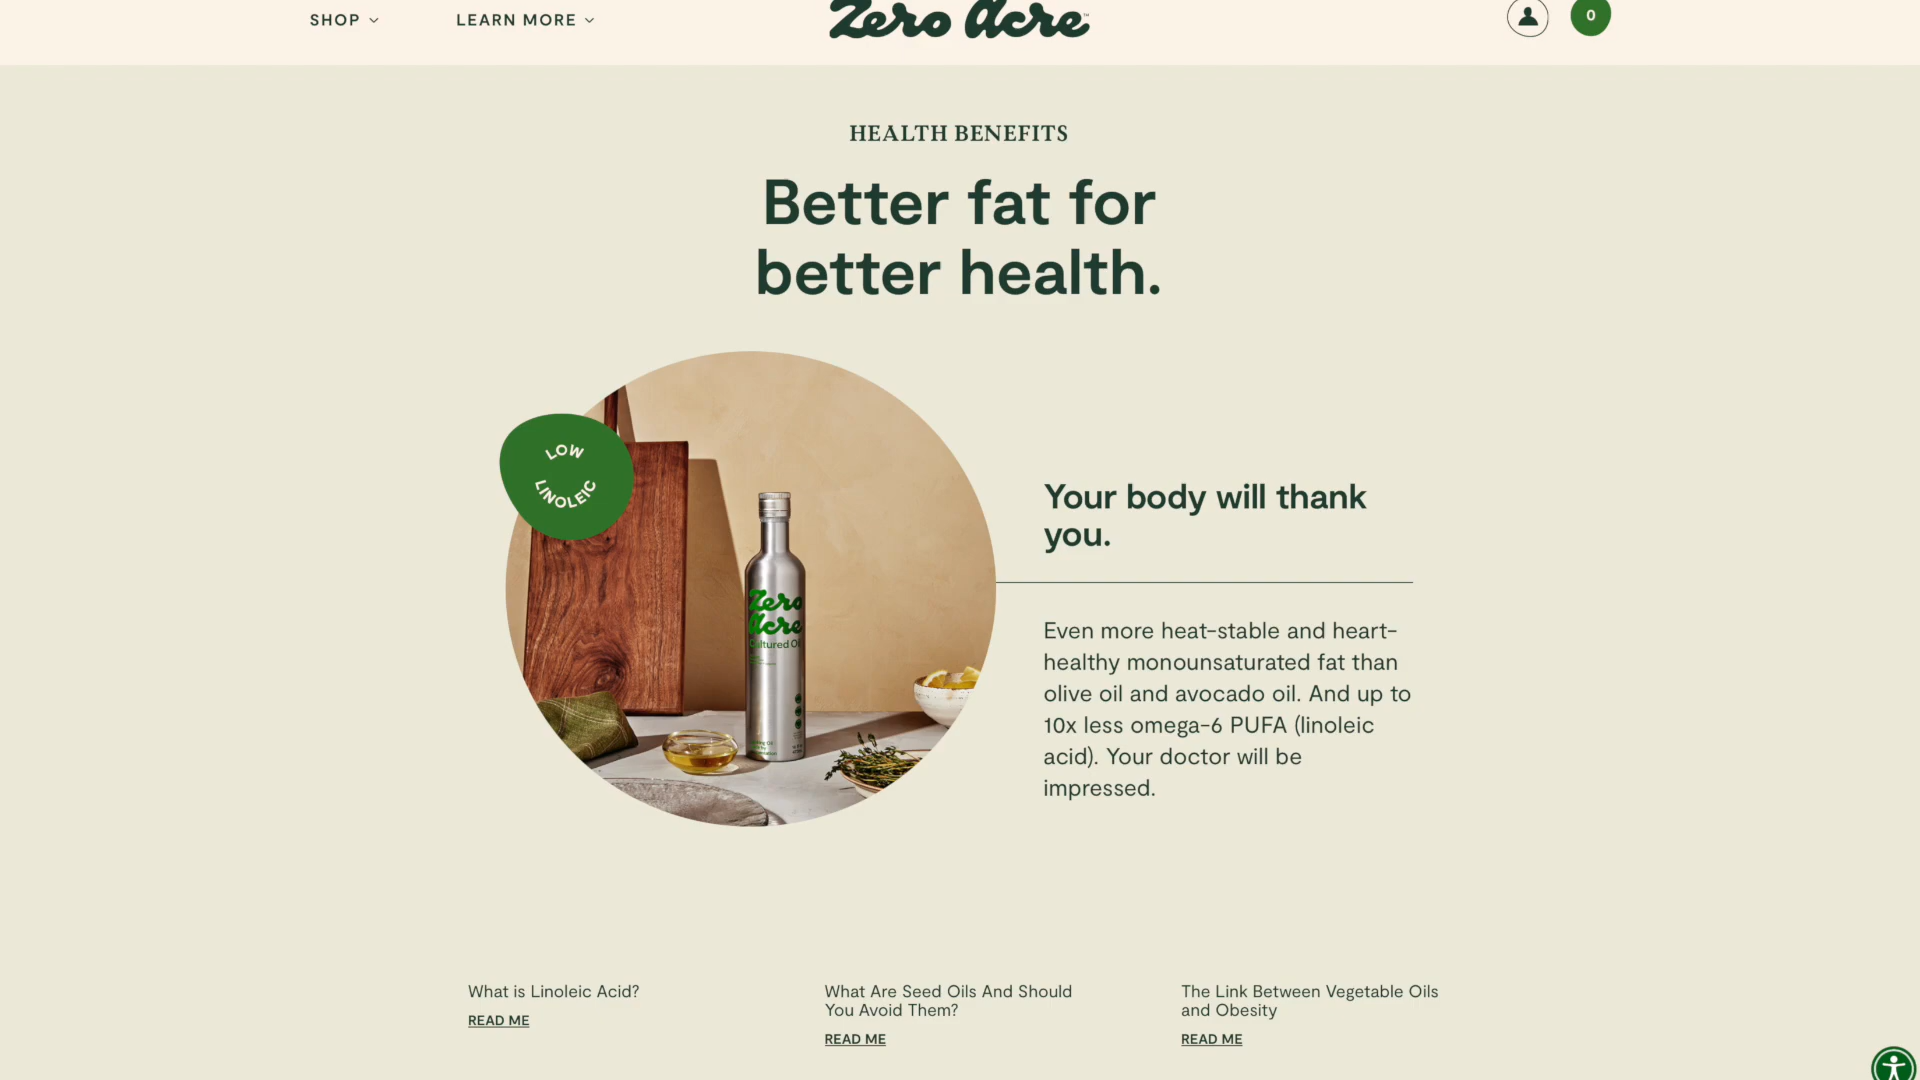 SHOP
LEARN MORE
Zero Acre
0
HEALTH BENEFITS
Better fat for
better health.
LOW
LINOLEIC
Zero
Acre
Cultured Oil
Your body will thank
you.
Even more heat-stable and heart-
healthy monounsaturated fat than
olive oil and avocado oil. And up to
10x less omega-6 PUFA (linoleic
acid). Your doctor will be
impressed.
What is Linoleic Acid?
READ ME
What Are Seed Oils And Should
You Avoid Them?
READ ME
The Link Between Vegetable Oils
and Obesity
READ ME